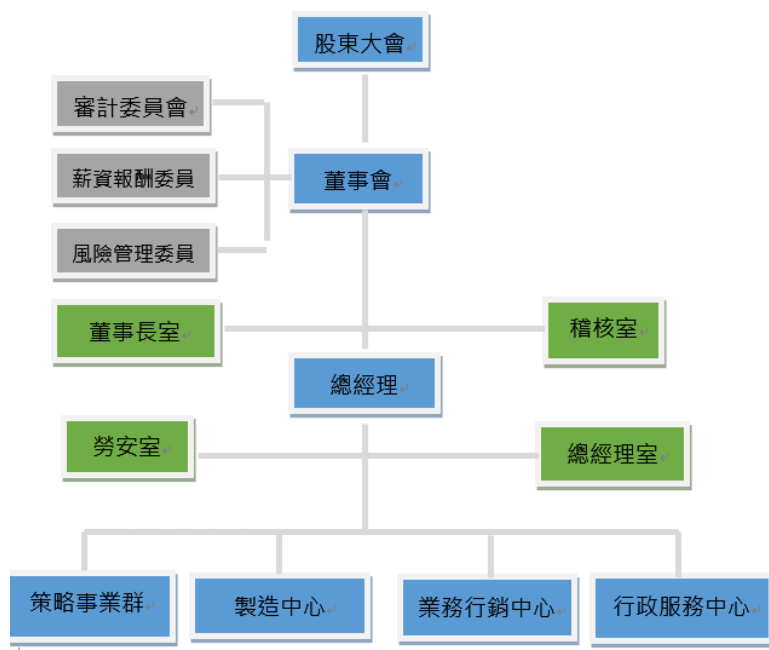 股東大會
審計委員會
薪資報酬委員
董事會
風險管理委員
董事長室
稽核室
總經理
勞安室
總經理室
策略事業群
製造中心
業務行銷中心
行政服務中心